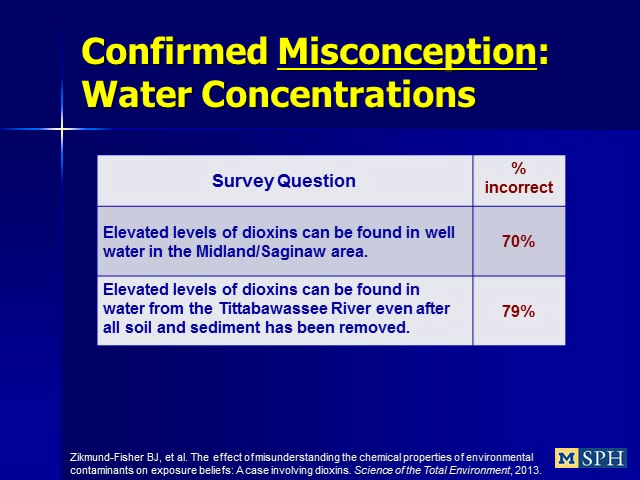 Confirmed Misconception:
Water Concentrations
Survey Question
%
incorrect
Elevated levels of dioxins can be found in well
water in the Midland/Saginaw area.
70%
Elevated levels of dioxins can be found in
water from the Tittabawassee River even after
all soil and sediment has been removed.
79%
Zikmund-Fisher BJ, et al. The effect of misunderstanding the chemical properties of environmental
contaminants on exposure beliefs: A case involving dioxins. Science of the Total Environment, 2013.
M SPH